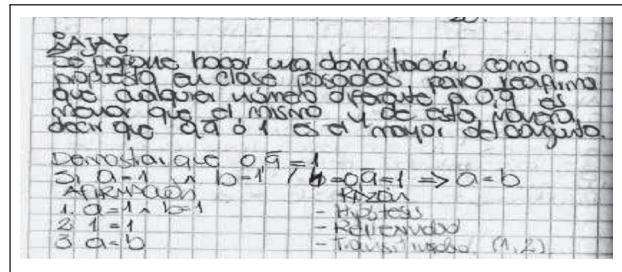 Se propone hacer una demostración como la
propuesta en clase pasadas, para reafirma
que cualquier número diferente a 0,9̄ es
menor que el mismo y de esta manera
decir que 0,9̄ o 1 es el mayor del conjunto.
Demostrar que 0,9̄ = 1
Si a=1 ∧ b=1 / b=0,9̄=1 ⇒ a=b
AFIRMACIÓN RAZÓN
1. a=1 ∧ b=1 - Hipótesis
2 1=1 - Reflexividad
3 a=b - Transitividad (1,2)